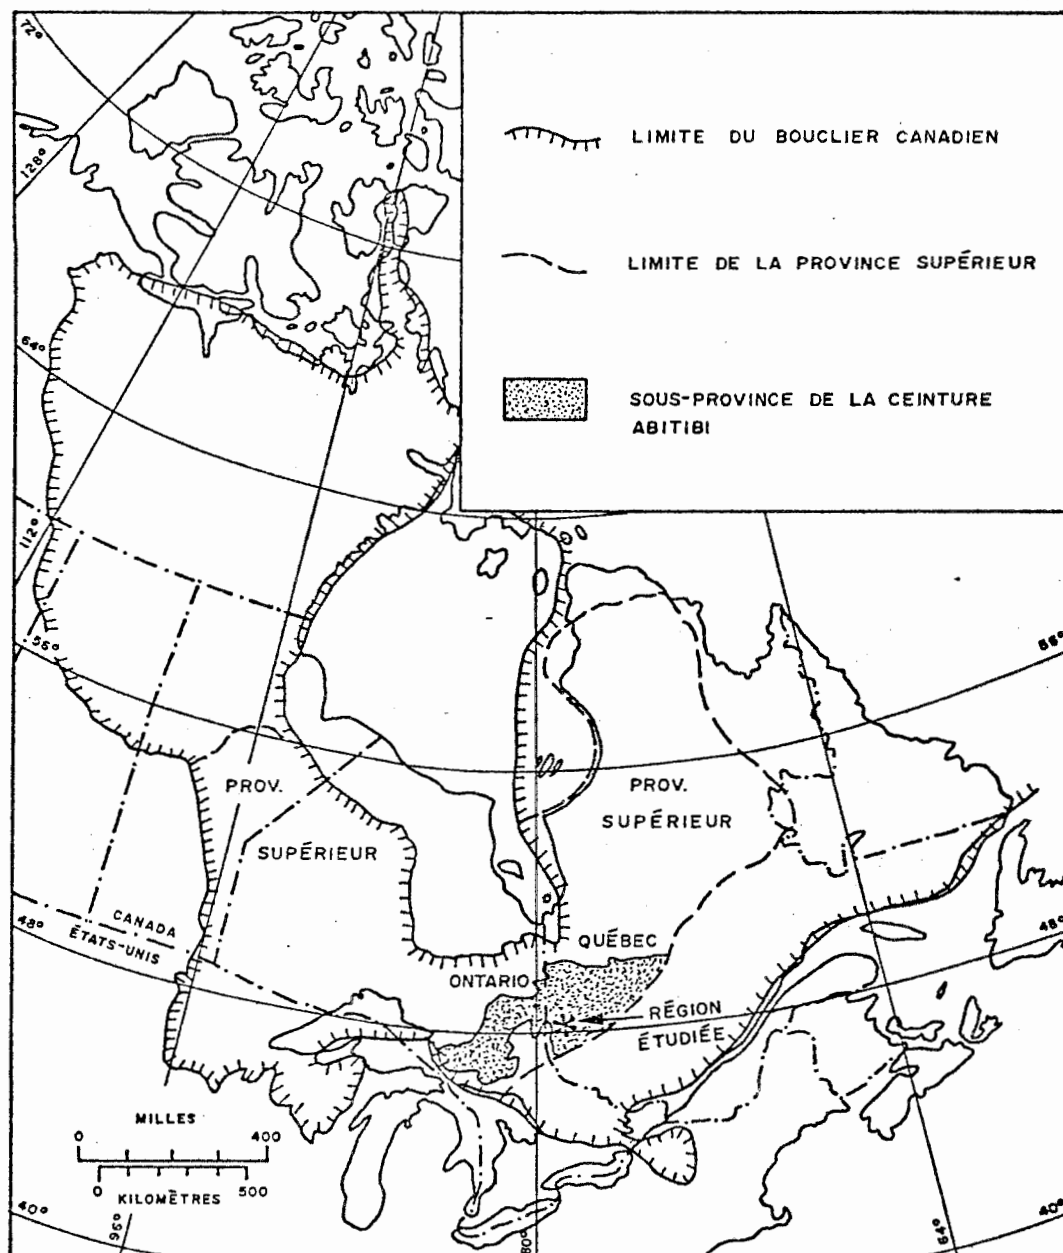 72°
128°
64°
112°
56°
LIMITE DU BOUCLIER CANADIEN
LIMITE DE LA PROVINCE SUPÉRIEUR
SOUS-PROVINCE DE LA CEINTURE
ABITIBI
56°
PROV.
SUPÉRIEUR
PROV.
SUPÉRIEUR
CANADA
ÉTATS-UNIS
48°
48°
QUÉBEC
ONTARIO
RÉGION
ÉTUDIÉE
MILLES
0 400
0 500
KILOMÈTRES
40°
96°
80°
64°
40°